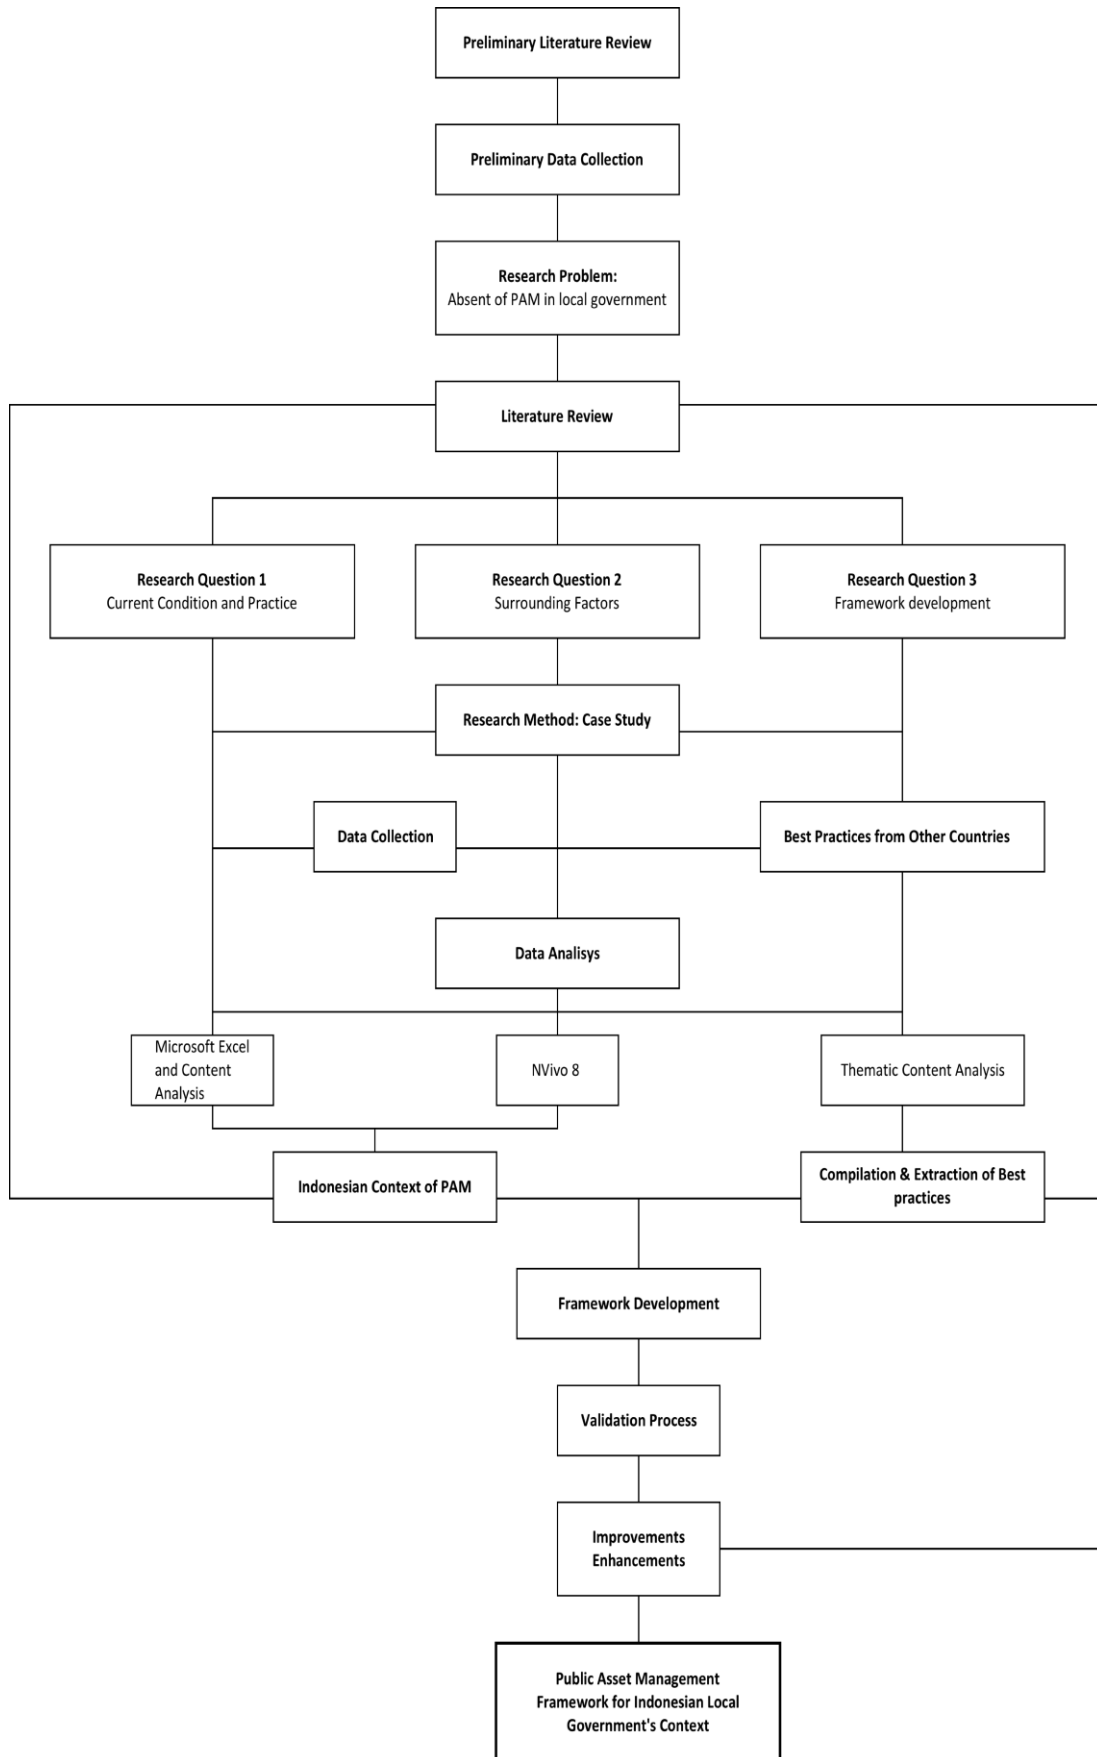 Preliminary Literature Review
Preliminary Data Collection
Research Problem:
Absent of PAM in local government
Literature Review
Research Question 1
Current Condition and Practice
Research Question 2
Surrounding Factors
Research Question 3
Framework development
Research Method: Case Study
Data Collection
Best Practices from Other Countries
Data Analisys
Microsoft Excel
and Content
Analysis
NVivo 8
Thematic Content Analysis
Indonesian Context of PAM
Compilation & Extraction of Best
practices
Framework Development
Validation Process
Improvements
Enhancements
Public Asset Management
Framework for Indonesian Local
Government's Context